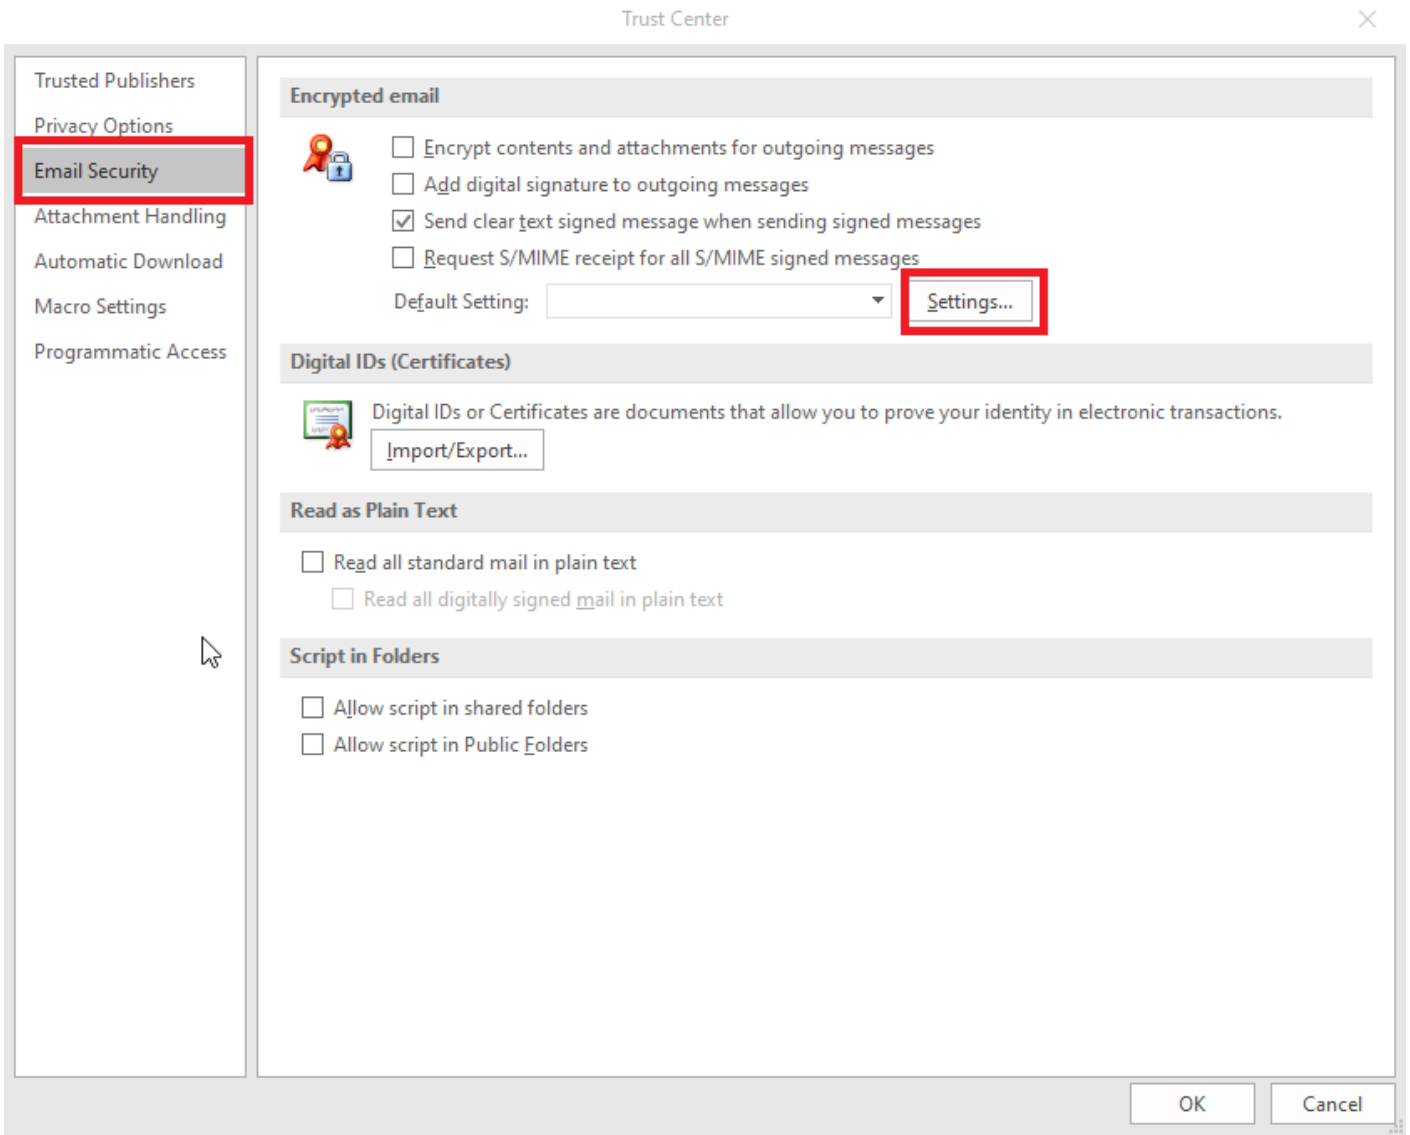 Trust Center
Trusted Publishers
Privacy Options
Email Security
Attachment Handling
Automatic Download
Macro Settings
Programmatic Access
Encrypted email
Encrypt contents and attachments for outgoing messages
Add digital signature to outgoing messages
Send clear text signed message when sending signed messages
Request S/MIME receipt for all S/MIME signed messages
Default Setting: Settings...
Digital IDs (Certificates)
Digital IDs or Certificates are documents that allow you to prove your identity in electronic transactions.
Import/Export...
Read as Plain Text
Read all standard mail in plain text
Read all digitally signed mail in plain text
Script in Folders
Allow script in shared folders
Allow script in Public Folders
OK Cancel